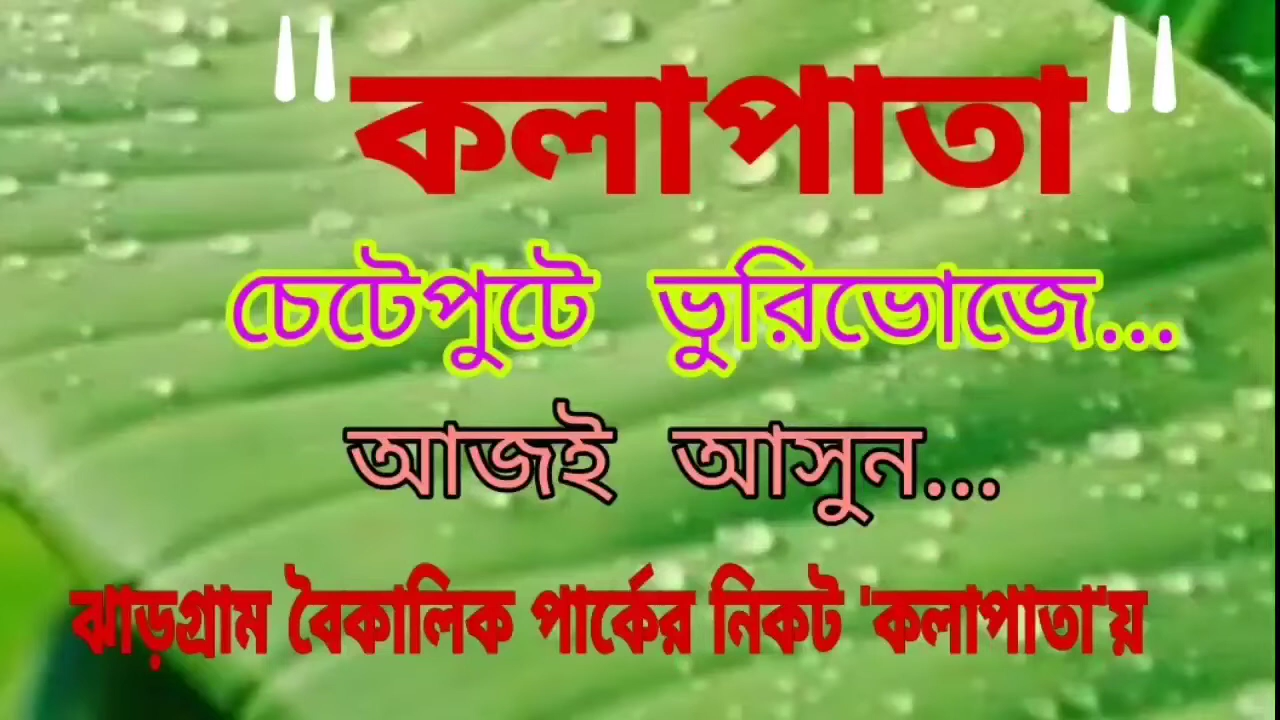 "কলাপাতা"
চেটেপুটে ভুরিভোজে...
আজই আসুন...
ঝাড়গ্রাম বৈকালিক পার্কের নিকট 'কলাপাতা'য়